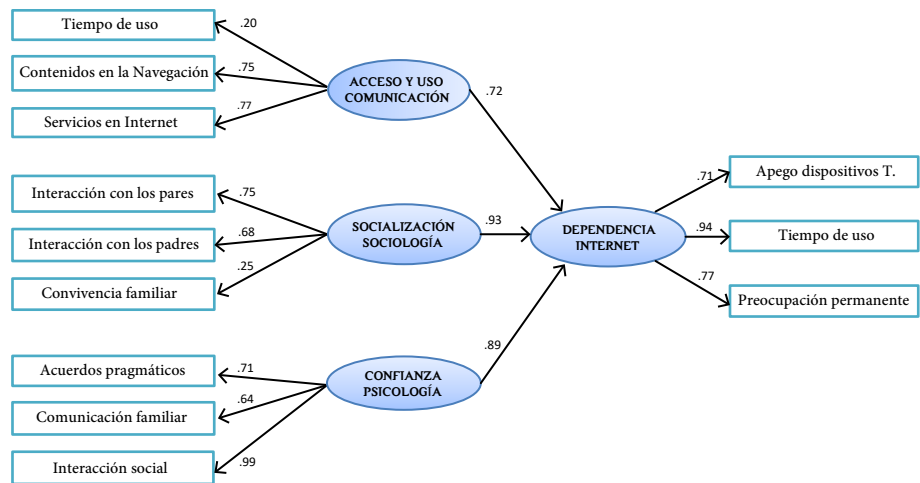 Tiempo de uso
.20
Contenidos en la Navegación
.75
Servicios en Internet
.77
ACCESO Y USO
COMUNICACIÓN
.72
Interacción con los pares
.75
Interacción con los padres
.68
Convivencia familiar
.25
SOCIALIZACIÓN
SOCIOLOGÍA
.93
DEPENDENCIA
INTERNET
.71
Apego dispositivos T.
.94
Tiempo de uso
.77
Preocupación permanente
Acuerdos pragmáticos
.71
Comunicación familiar
.64
Interacción social
.99
CONFIANZA
PSICOLOGÍA
.89